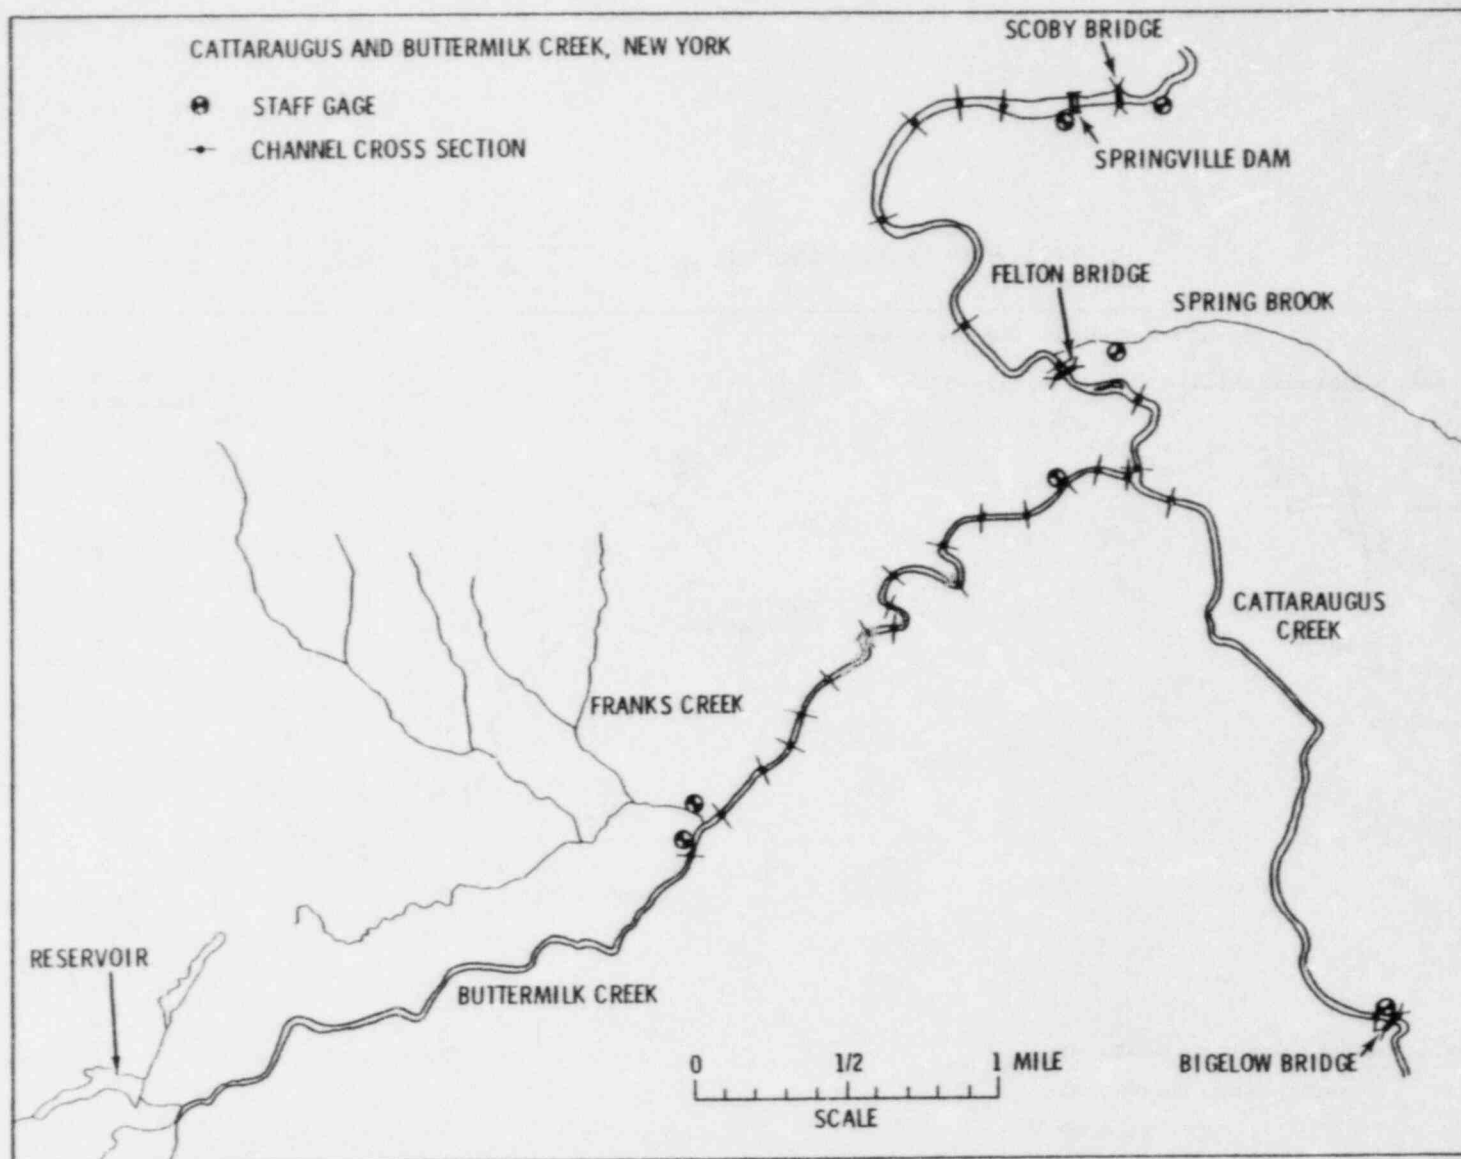 CATTARAUGUS AND BUTTERMILK CREEK, NEW YORK
STAFF GAGE
CHANNEL CROSS SECTION
SCOBY BRIDGE
SPRINGVILLE DAM
FELTON BRIDGE
SPRING BROOK
CATTARAUGUS
CREEK
FRANKS CREEK
RESERVOIR
BUTTERMILK CREEK
BIGELOW BRIDGE
0 1/2 1 MILE
SCALE